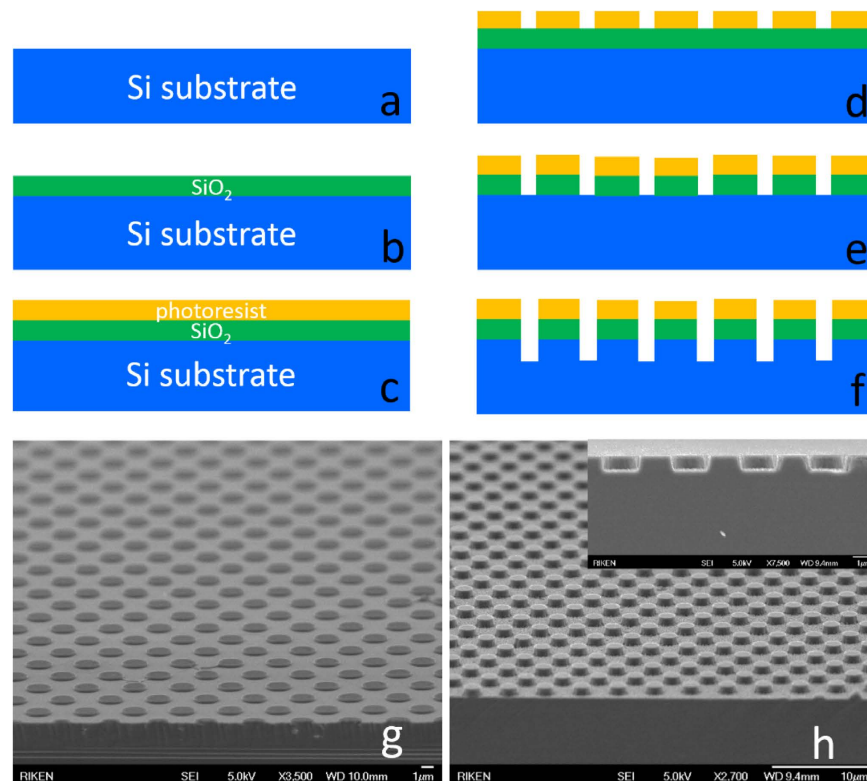 Si substrate
a
SiO₂
Si substrate
b
photoresist
SiO₂
Si substrate
c
d
e
f
g
RIKEN SEI 5.0kV X3,500 WD 10.0mm 1μm
RIKEN SEI 5.0kV X7,500 WD 9.4mm 1μm
h
RIKEN SEI 5.0kV X2,700 WD 9.4mm 10μm